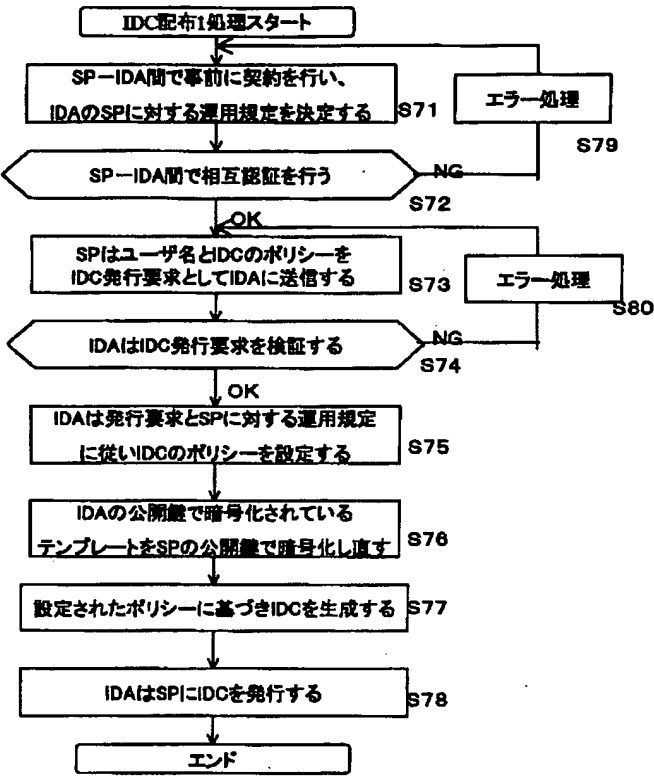 IDC配布1処理スタート
SP－IDA間で事前に契約を行い、
IDAのSPに対する運用規定を決定する
S71
エラー処理
S79
SP－IDA間で相互認証を行う
NG
S72
OK
SPはユーザ名とIDCのポリシーを
IDC発行要求としてIDAに送信する
S73
エラー処理
S80
IDAはIDC発行要求を検証する
NG
S74
OK
IDAは発行要求とSPに対する運用規定
に従いIDCのポリシーを設定する
S75
IDAの公開鍵で暗号化されている
テンプレートをSPの公開鍵で暗号化し直す
S76
設定されたポリシーに基づきIDCを生成する
S77
IDAはSPにIDCを発行する
S78
エンド